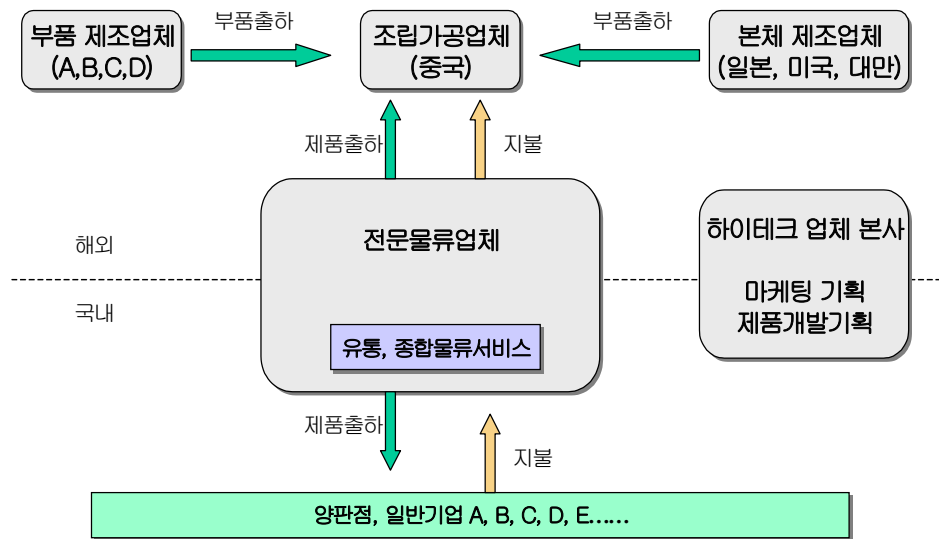 부품출하
부품출하
부품 제조업체
(A,B,C,D)
조립가공업체
(중국)
본체 제조업체
(일본, 미국, 대만)
제품출하
지불
전문물류업체
하이테크 업체 본사
해외
마케팅 기획
제품개발기획
국내
유통, 종합물류서비스
제품출하
지불
양판점, 일반기업 A, B, C, D, E......